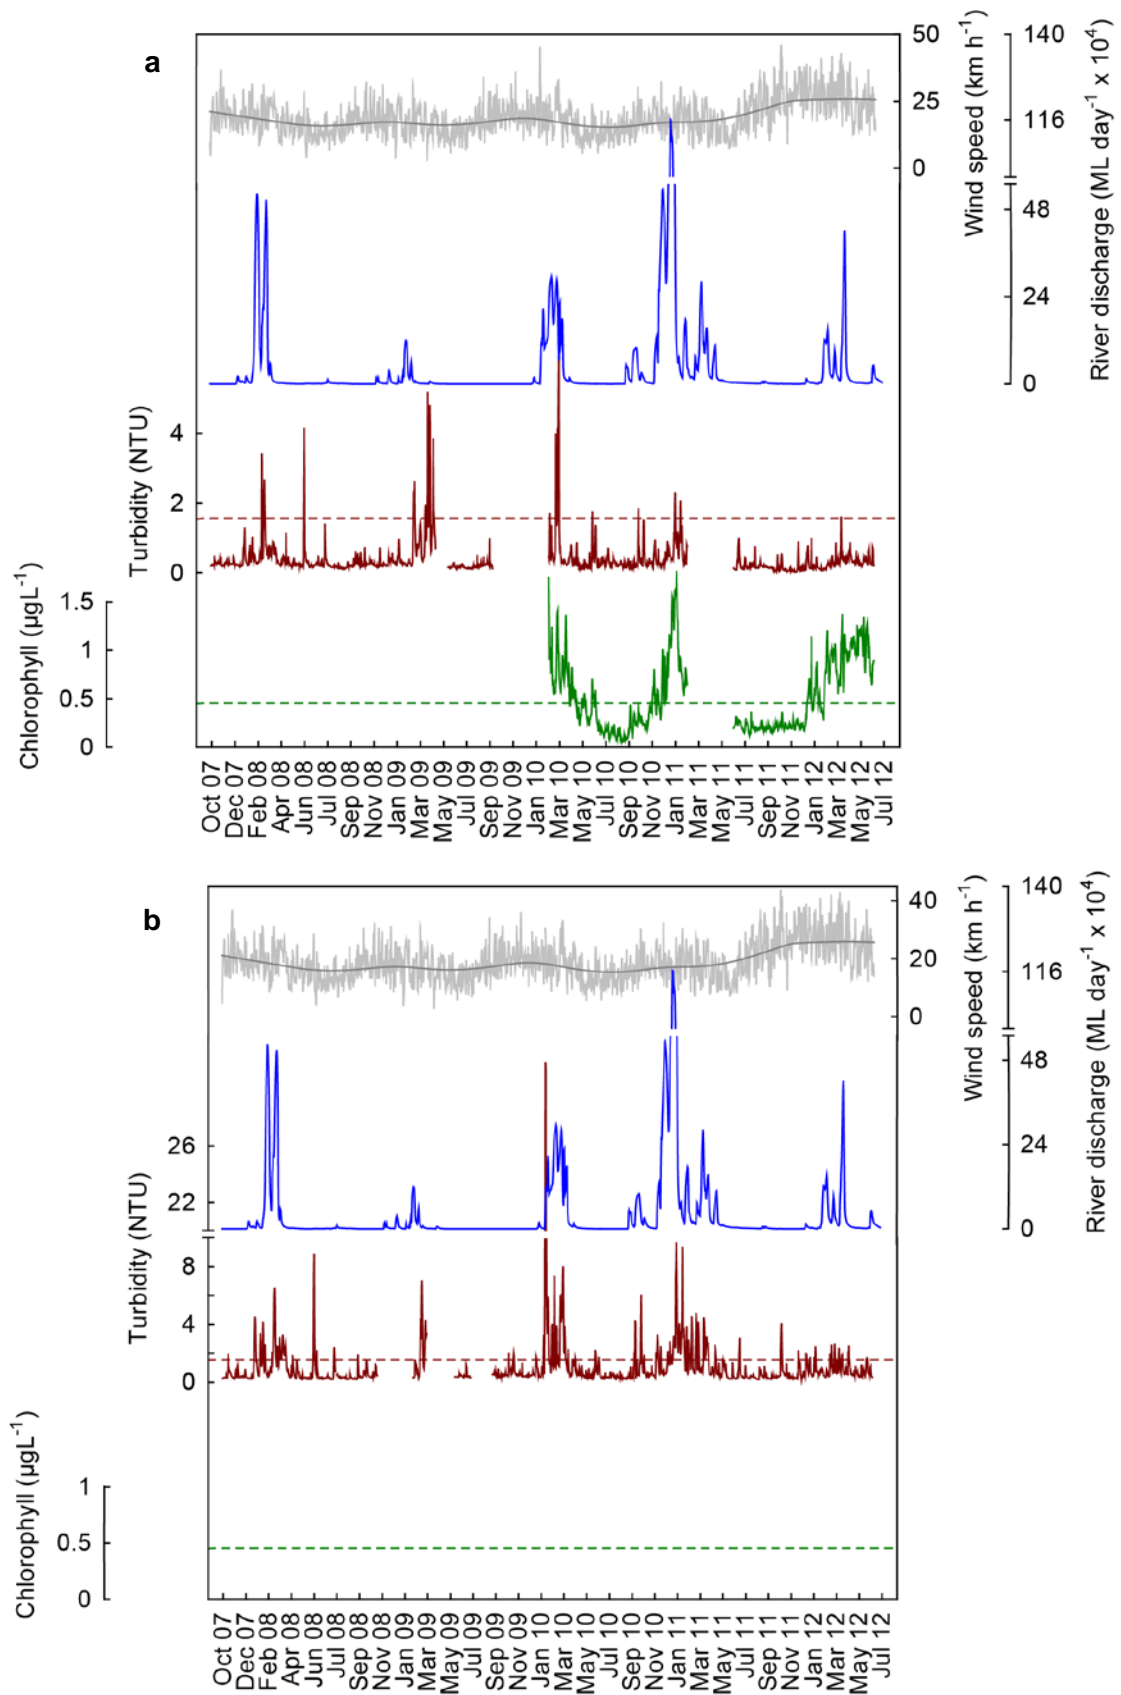 a
50
25
0
Wind speed (km h⁻¹)
140
116
48
24
0
River discharge (ML day⁻¹ x 10⁴)
Turbidity (NTU)
4
2
0
Chlorophyll (µgL⁻¹)
1.5
1
0.5
0
Oct 07
Dec 07
Feb 08
Apr 08
Jun 08
Jul 08
Sep 08
Nov 08
Jan 09
Mar 09
May 09
Jul 09
Sep 09
Nov 09
Jan 10
Mar 10
May 10
Jul 10
Sep 10
Nov 10
Jan 11
Mar 11
May 11
Jul 11
Sep 11
Nov 11
Jan 12
Mar 12
May 12
Jul 12
b
40
20
0
Wind speed (km h⁻¹)
140
116
48
24
0
River discharge (ML day⁻¹ x 10⁴)
Turbidity (NTU)
26
22
8
4
0
Chlorophyll (µgL⁻¹)
1
0.5
0
Oct 07
Dec 07
Feb 08
Apr 08
Jun 08
Jul 08
Sep 08
Nov 08
Jan 09
Mar 09
May 09
Jul 09
Sep 09
Nov 09
Jan 10
Mar 10
May 10
Jul 10
Sep 10
Nov 10
Jan 11
Mar 11
May 11
Jul 11
Sep 11
Nov 11
Jan 12
Mar 12
May 12
Jul 12